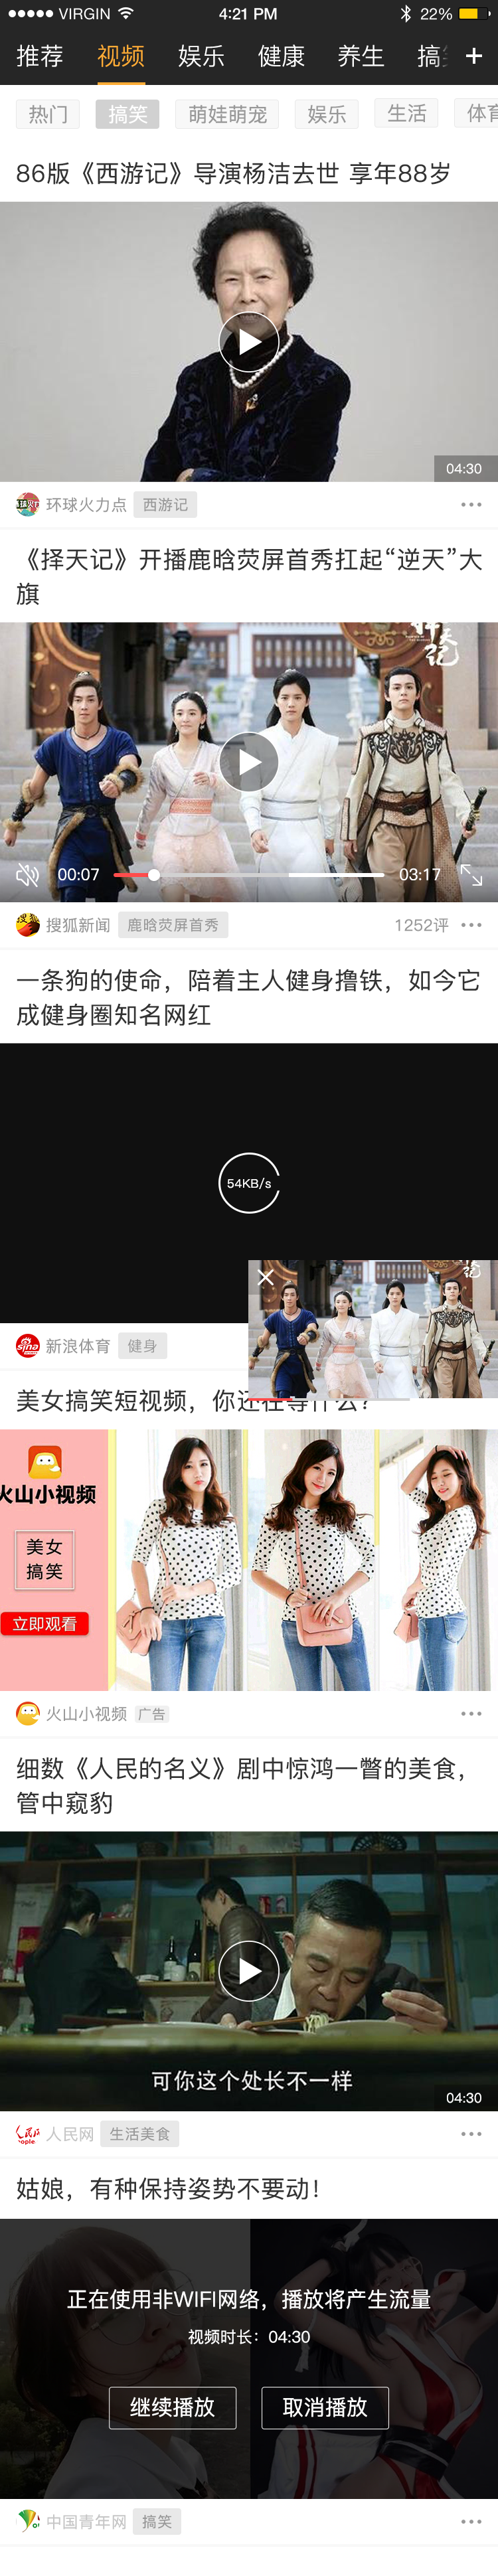 VIRGIN 4:21 PM 22%
推荐 视频 娱乐 健康 养生 搞
热门 搞笑 萌娃萌宠 娱乐 生活 体育
86版《西游记》导演杨洁去世 享年88岁
04:30
环球火力点 西游记
《择天记》开播鹿晗荧屏首秀扛起“逆天”大
旗
择天记
00:07 03:17
搜狐新闻 鹿晗荧屏首秀 1252评
一条狗的使命，陪着主人健身撸铁，如今它
成健身圈知名网红
54KB/s
sina
新浪体育 健身
美女搞笑短视频，你还在等什么？
火山小视频
美女
搞笑
立即观看
火山小视频 广告
细数《人民的名义》剧中惊鸿一瞥的美食，
管中窥豹
可你这个处长不一样
04:30
人民网 生活美食
姑娘，有种保持姿势不要动！
正在使用非WIFI网络，播放将产生流量
视频时长：04:30
继续播放 取消播放
中国青年网 搞笑